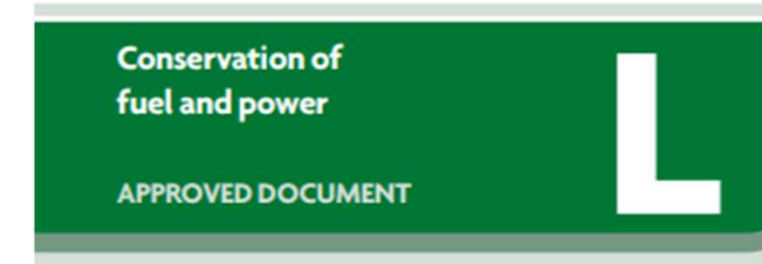 Conservation of
fuel and power
L
APPROVED DOCUMENT